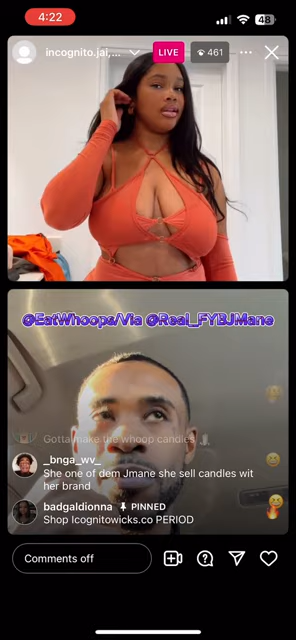 4:22
48
incognito.jai,...
LIVE
461
@EatWhoops/Via @Real_FYBJMane
Gotta make the whoop candles
_bnga_wv_
She one of dem Jmane she sell candles wit
her brand
badgaldionna PINNED
Shop Icognitowicks.co PERIOD
Comments off